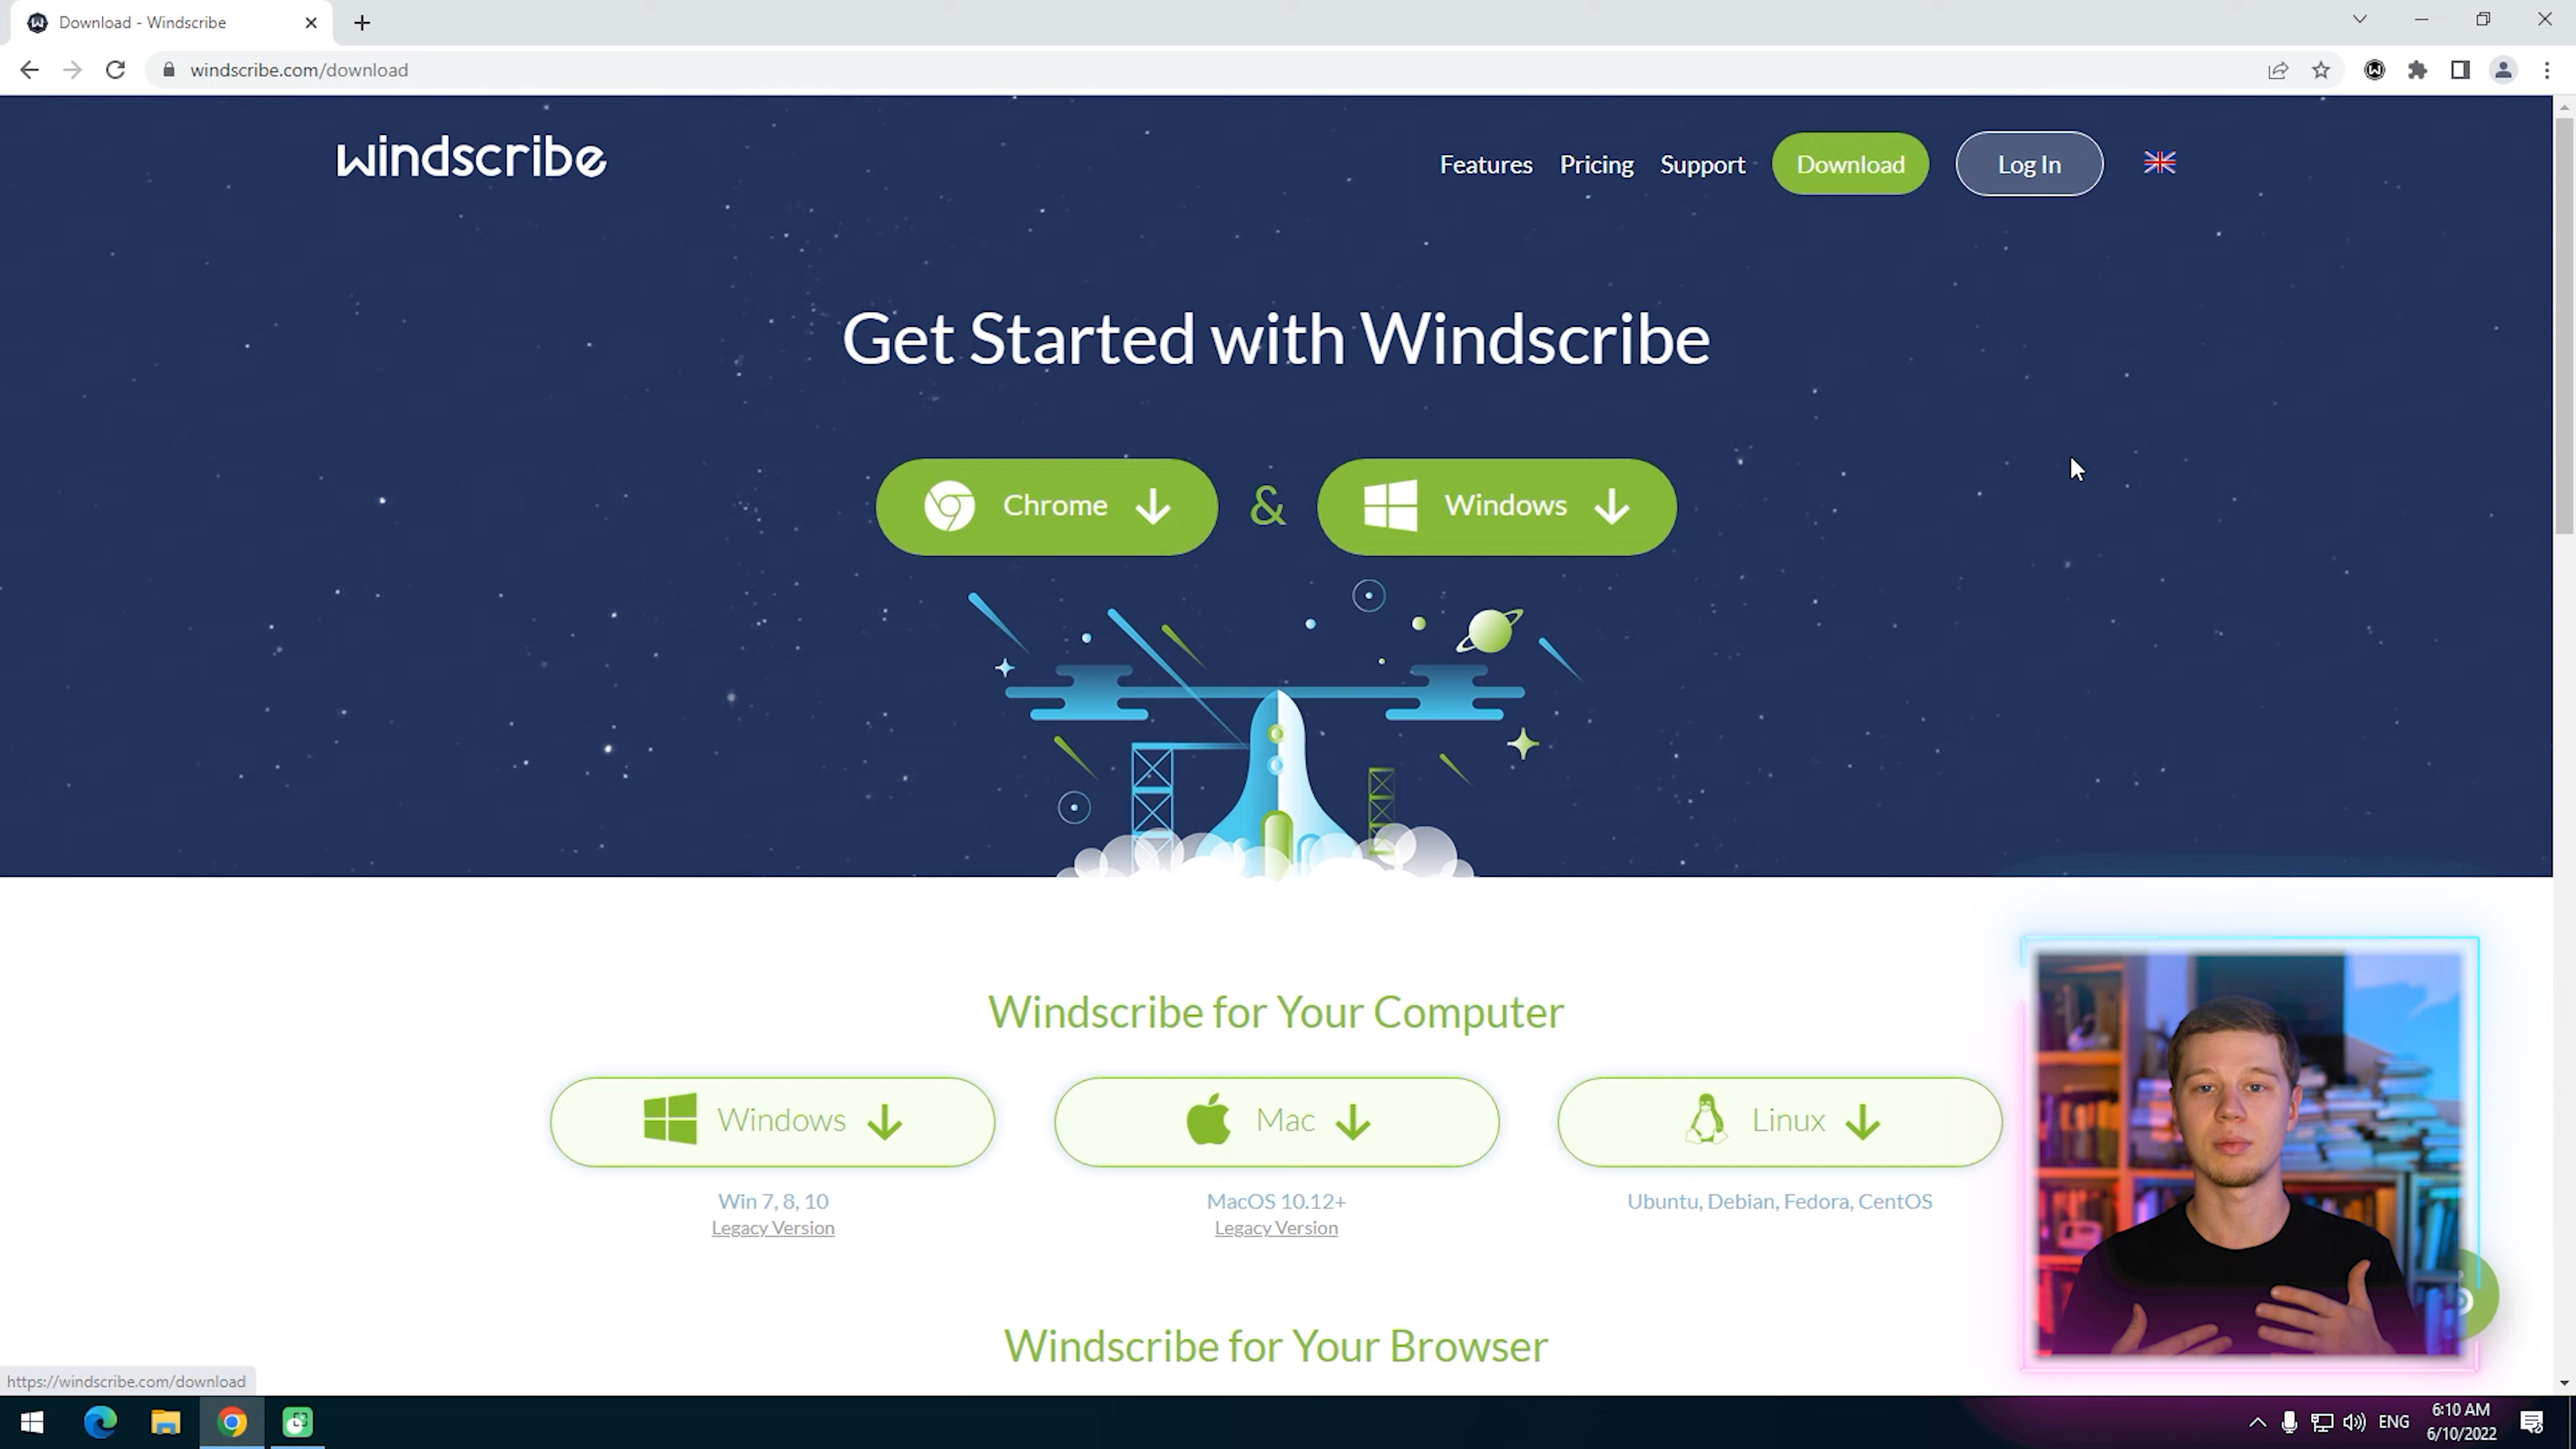 Download - Windscribe
windscribe.com/download
windscribe
Features Pricing Support Download Log In
Get Started with Windscribe
Chrome & Windows
Windscribe for Your Computer
Windows Mac Linux
Win 7, 8, 10 MacOS 10.12+ Ubuntu, Debian, Fedora, CentOS
Legacy Version Legacy Version
Windscribe for Your Browser
https://windscribe.com/download
ENG
6:10 AM
6/10/2022